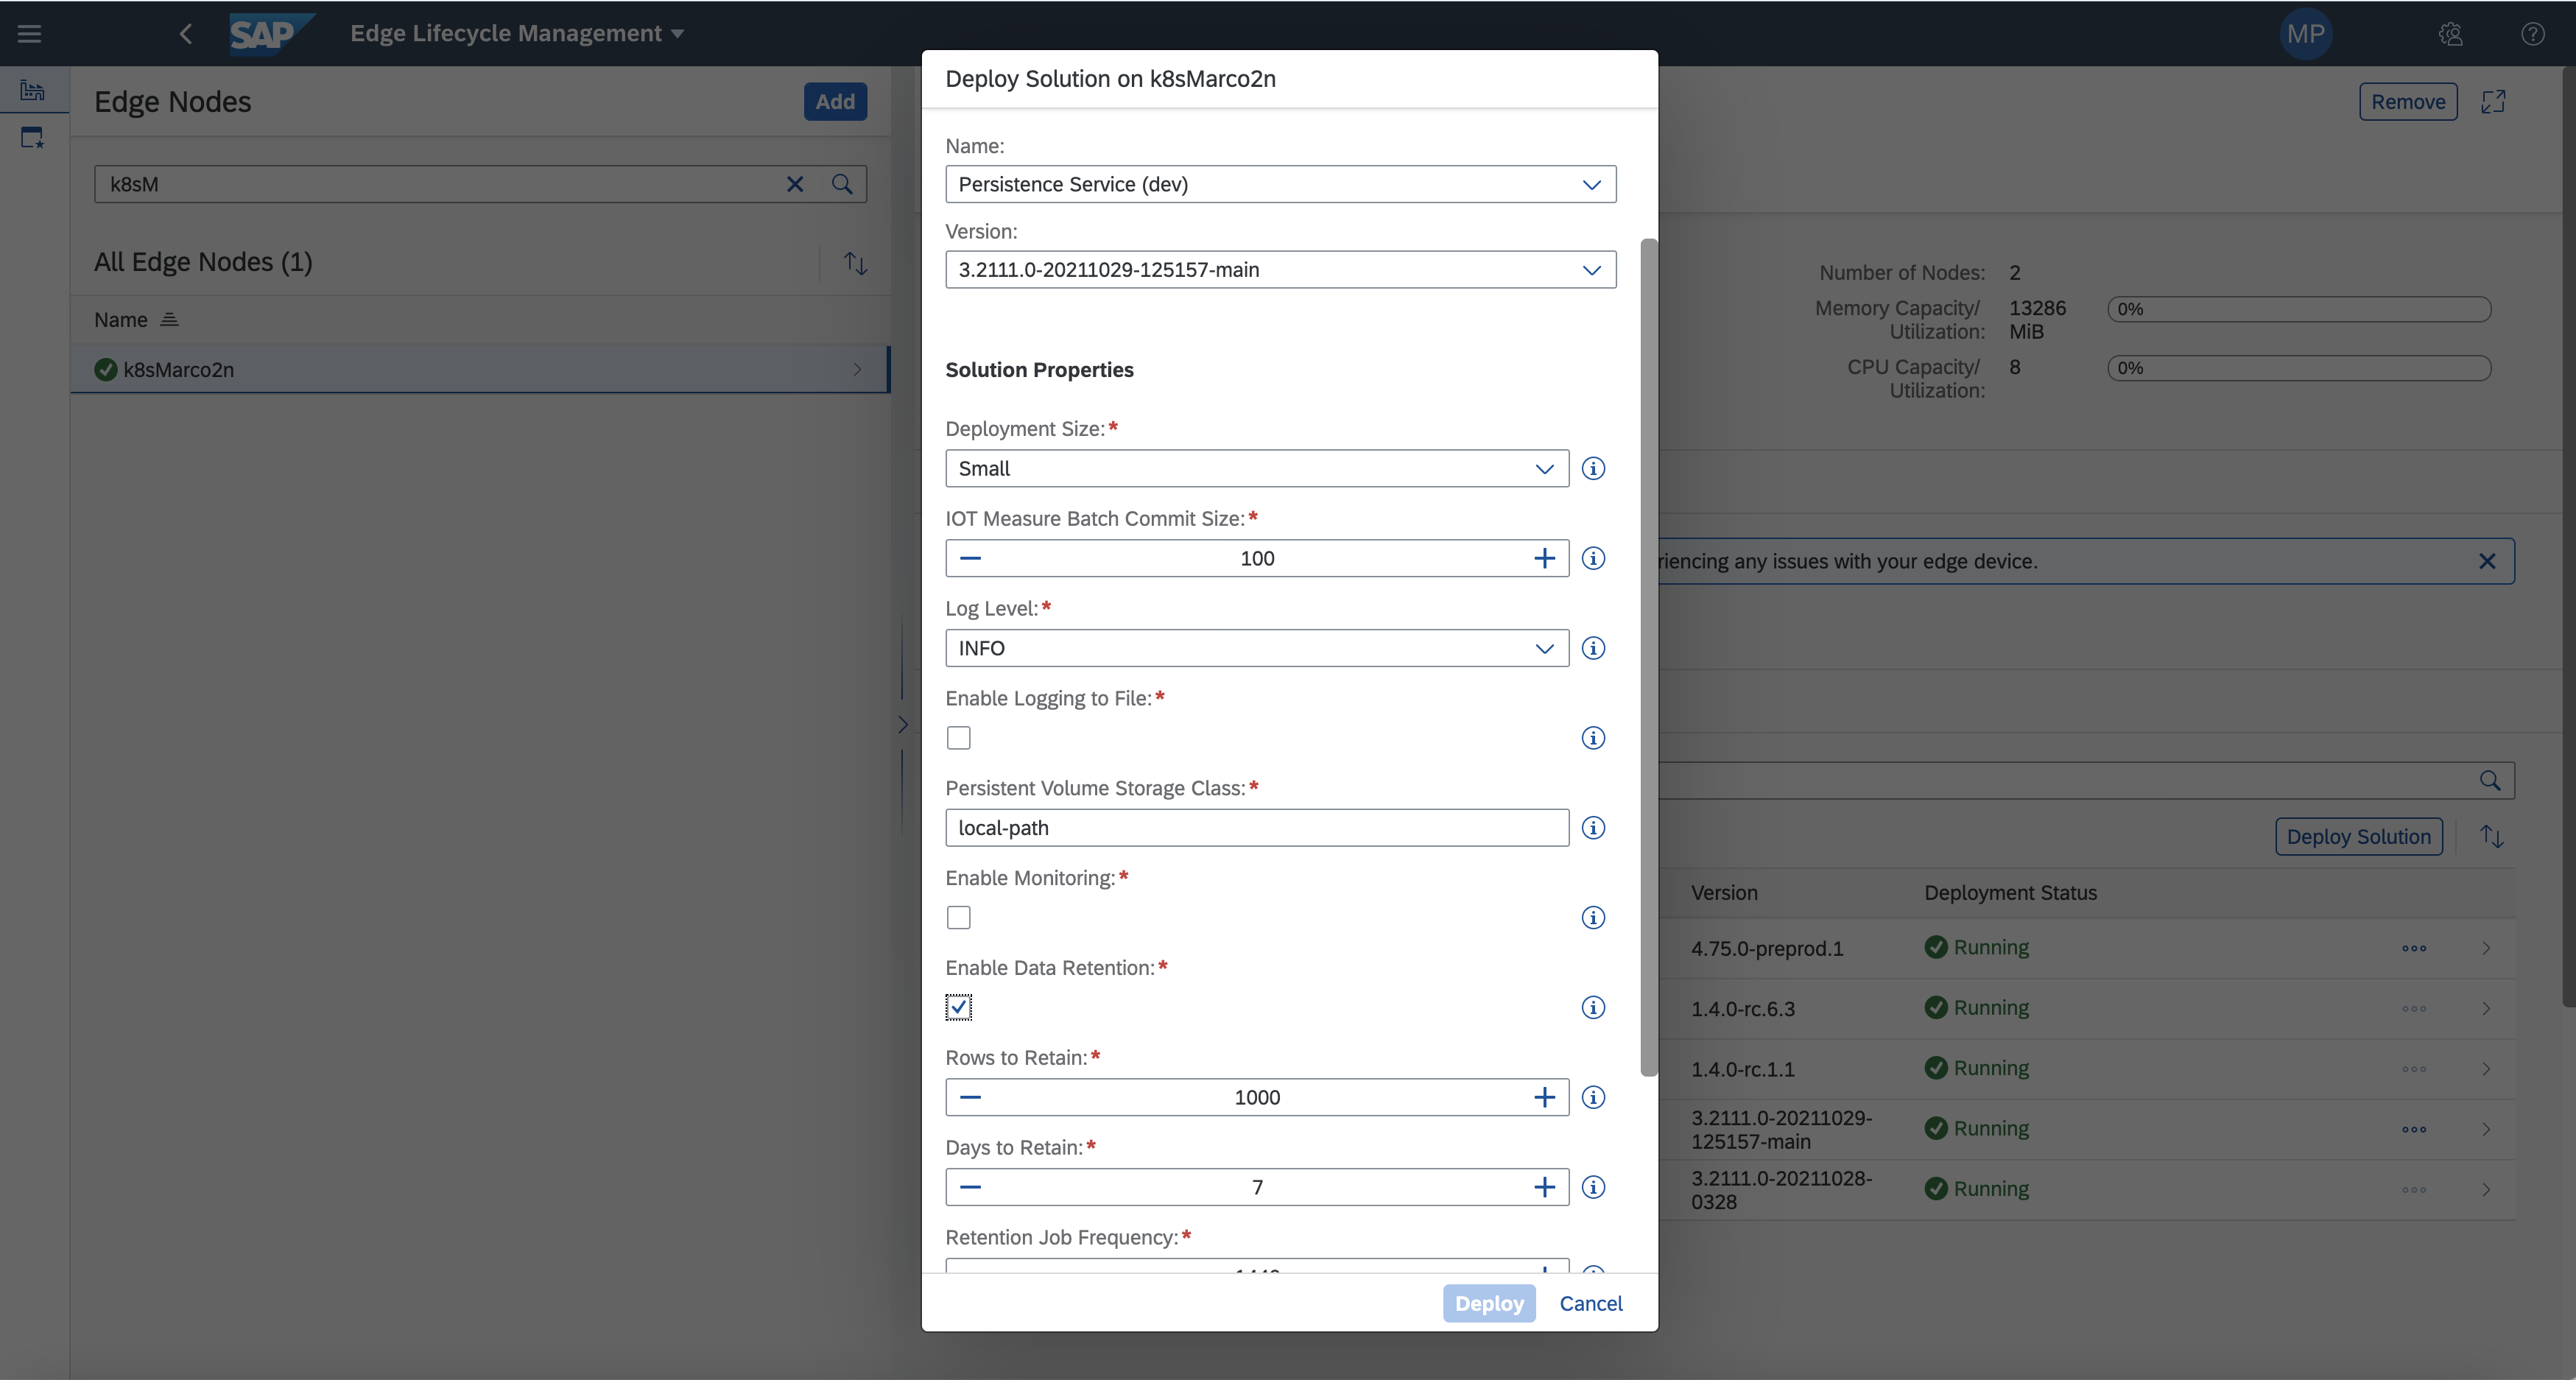 SAP
Edge Lifecycle Management
MP
Edge Nodes
Add
k8sM
All Edge Nodes (1)
Name
k8sMarco2n
Deploy Solution on k8sMarco2n
Name:
Persistence Service (dev)
Version:
3.2111.0-20211029-125157-main
Solution Properties
Deployment Size:*
Small
IOT Measure Batch Commit Size:*
100
Log Level:*
INFO
Enable Logging to File:*
Persistent Volume Storage Class:*
local-path
Enable Monitoring:*
Enable Data Retention:*
Rows to Retain:*
1000
Days to Retain:*
7
Retention Job Frequency:*
Deploy
Cancel
Remove
Number of Nodes: 2
Memory Capacity/
Utilization:
13286
MiB
0%
CPU Capacity/
Utilization:
8
0%
any issues with your edge device.
Deploy Solution
Version
Deployment Status
4.75.0-preprod.1
Running
1.4.0-rc.6.3
Running
1.4.0-rc.1.1
Running
3.2111.0-20211029-
125157-main
Running
3.2111.0-20211028-
0328
Running